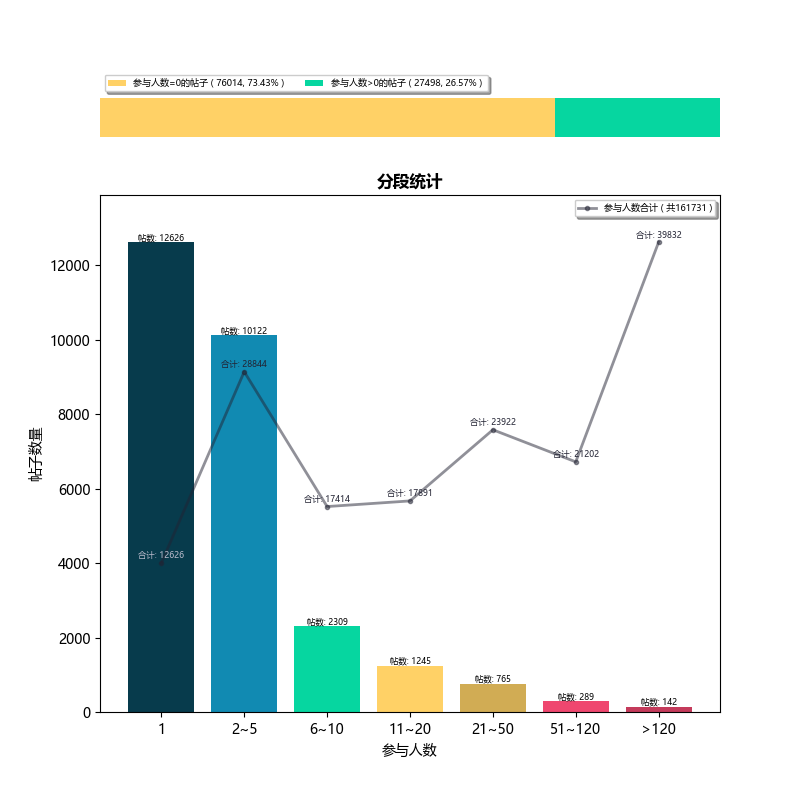 参与人数=0的帖子 ( 76014, 73.43% )
参与人数>0的帖子 ( 27498, 26.57% )
分段统计
参与人数合计 ( 共161731 )
合计: 39832
帖数: 12626
12000
帖数: 10122
10000
合计: 28844
8000
合计: 23922
合计: 21202
帖子数量
6000
合计: 17414
合计: 17891
4000
合计: 12626
2000
帖数: 2309
帖数: 1245
帖数: 765
帖数: 289
帖数: 142
0
1
2~5
6~10
11~20
21~50
51~120
>120
参与人数